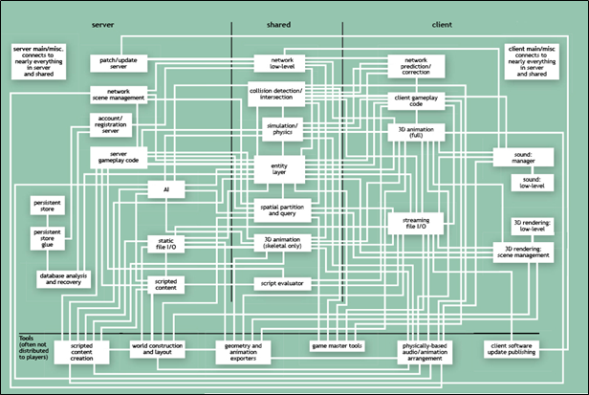 server
shared
client
server main/misc.
connects to
nearly everything
in server
and shared
patch/update
server
network
low-level
network
prediction/
correction
client main/misc
connects to
nearly everything
in server
and shared
network
scene management
collision detection/
intersection
client gameplay
code
account/
registration
server
simulation/
physics
3D animation
(full)
server
gameplay code
entity
layer
sound:
manager
AI
sound:
low-level
persistent
store
spatial partition
and query
streaming
file I/O
3D rendering:
low-level
persistent
store
glue
static
file I/O
3D animation
(skeletal only)
3D rendering:
scene management
database analysis
and recovery
scripted
content
script evaluator
Tools
(often not
distributed
to players)
scripted
content
creation
world construction
and layout
geometry and
animation
exporters
game master tools
physically-based
audio/animation
arrangement
client software
update publishing